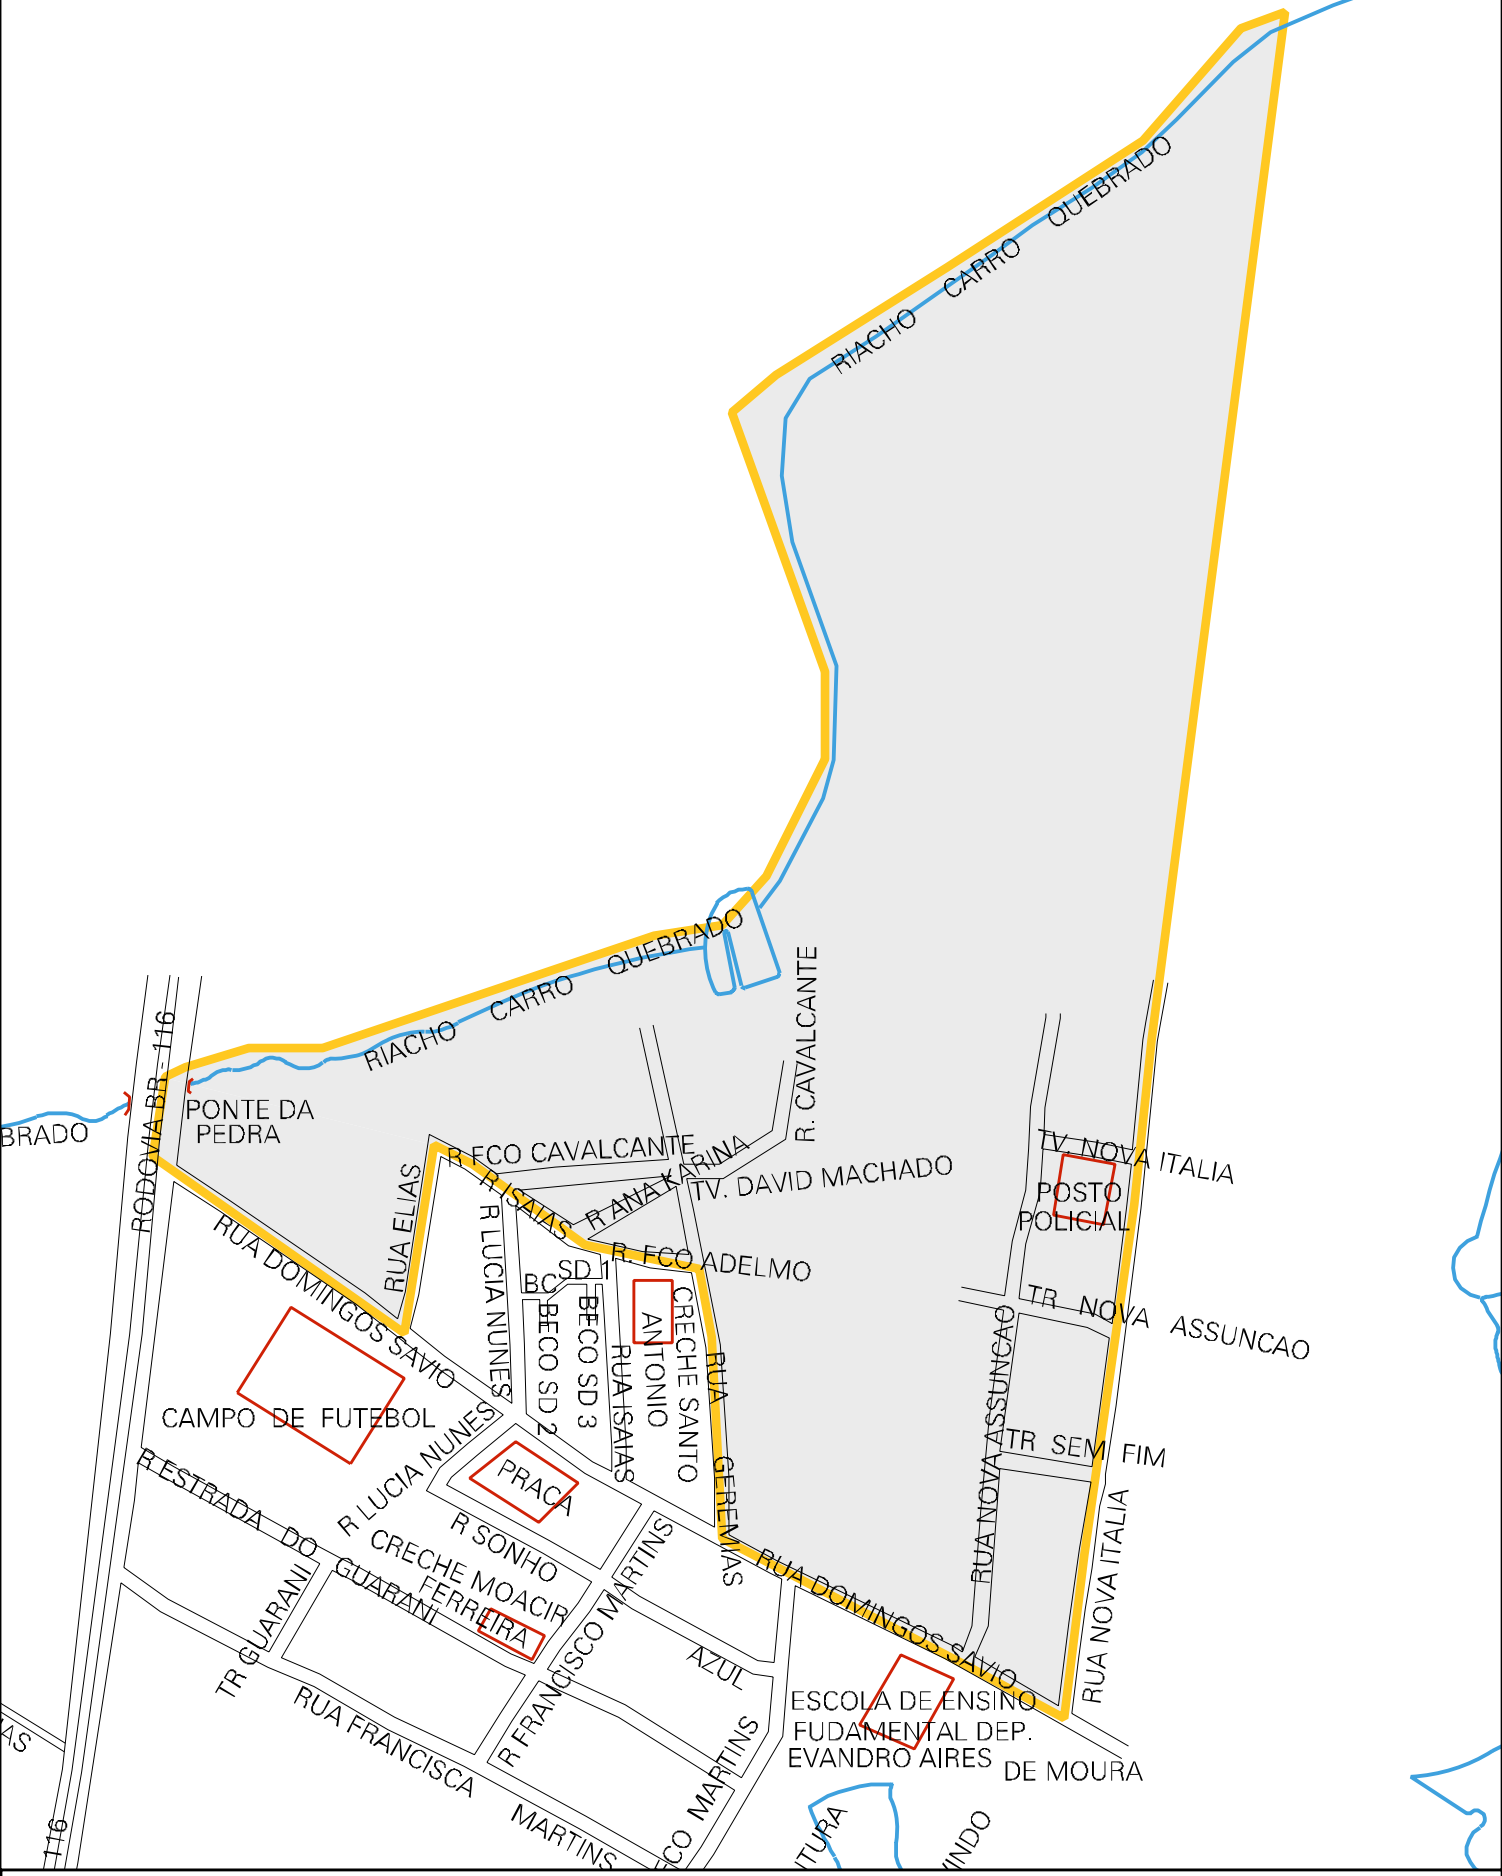 RIACHO CARRO QUEBRADO
RIACHO CARRO QUEBRADO
R. CAVALCANTE
RODOVIA BR - 116
PONTE DA
PEDRA
BRADO
R FCO CAVALCANTE
R ISAIAS
R ANA KARINA
TV. DAVID MACHADO
TV. NOVA ITALIA
POSTO
POLICIAL
RUA ELIAS
RUA DOMINGOS SAVIO
R LUCIA NUNES
R. FCO ADELMO
BC SD 1
BECO SD 2
BECO SD 3
RUA ISAIAS
CRECHE SANTO
ANTONIO
RUA GEREMIAS
TR NOVA ASSUNCAO
RUA NOVA ASSUNCAO
TR SEM FIM
RUA NOVA ITALIA
CAMPO DE FUTEBOL
R LUCIA NUNES
PRACA
R SONHO
R ESTRADA DO GUARANI
CRECHE MOACIR
FERREIRA
TR GUARANI
R FRANCISCO MARTINS
AZUL
RUA DOMINGOS SAVIO
ESCOLA DE ENSINO
FUDAMENTAL DEP.
EVANDRO AIRES DE MOURA
RUA FRANCISCA MARTINS
CO MARTINS
IAS
116
TURA
INDO